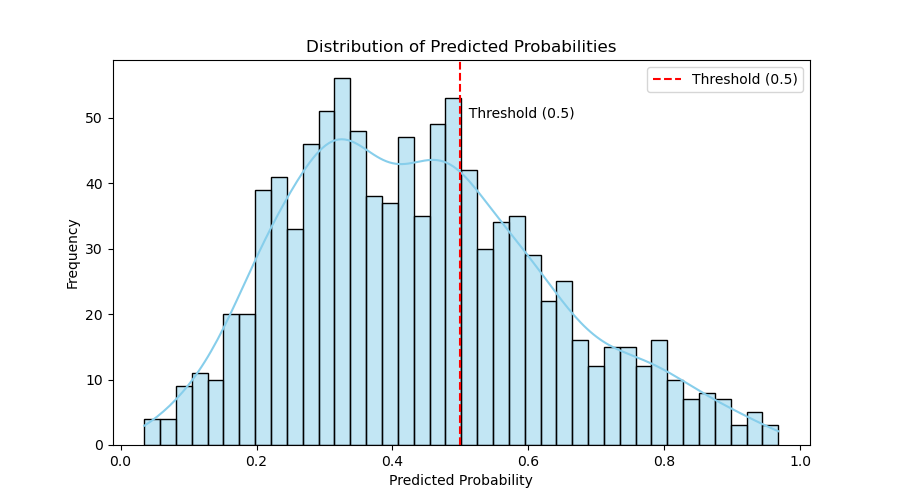 Distribution of Predicted Probabilities
Threshold (0.5)
Threshold (0.5)
Frequency
50
40
30
20
10
0
0.0 0.2 0.4 0.6 0.8 1.0
Predicted Probability